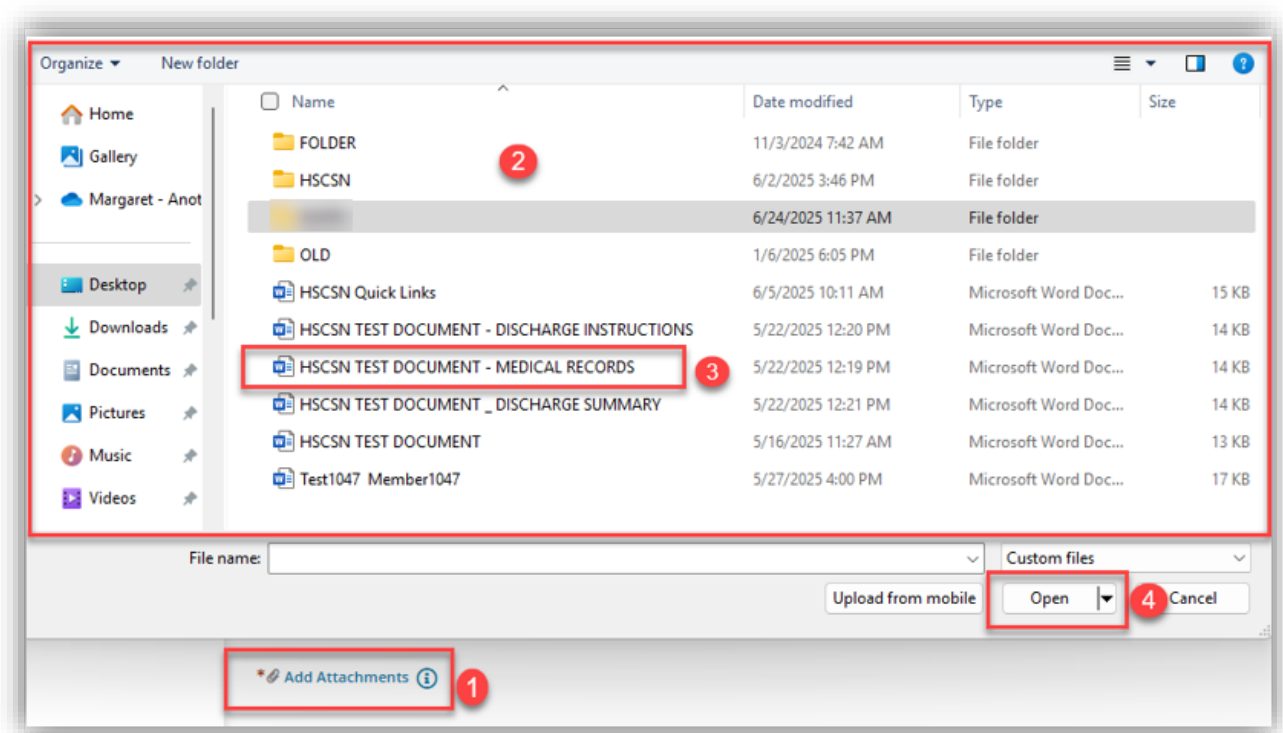 Organize New folder
Name Date modified Type Size
Home
Gallery
Margaret - Anot
Desktop
Downloads
Documents
Pictures
Music
Videos
FOLDER 11/3/2024 7:42 AM File folder
2
HSCSN 6/2/2025 3:46 PM File folder
6/24/2025 11:37 AM File folder
OLD 1/6/2025 6:05 PM File folder
HSCSN Quick Links 6/5/2025 10:11 AM Microsoft Word Doc... 15 KB
HSCSN TEST DOCUMENT - DISCHARGE INSTRUCTIONS 5/22/2025 12:20 PM Microsoft Word Doc... 14 KB
HSCSN TEST DOCUMENT - MEDICAL RECORDS 3 5/22/2025 12:19 PM Microsoft Word Doc... 14 KB
HSCSN TEST DOCUMENT _ DISCHARGE SUMMARY 5/22/2025 12:21 PM Microsoft Word Doc... 14 KB
HSCSN TEST DOCUMENT 5/16/2025 11:27 AM Microsoft Word Doc... 13 KB
Test1047 Member1047 5/27/2025 4:00 PM Microsoft Word Doc... 17 KB
File name: Custom files
Upload from mobile Open 4 Cancel
* Add Attachments 1